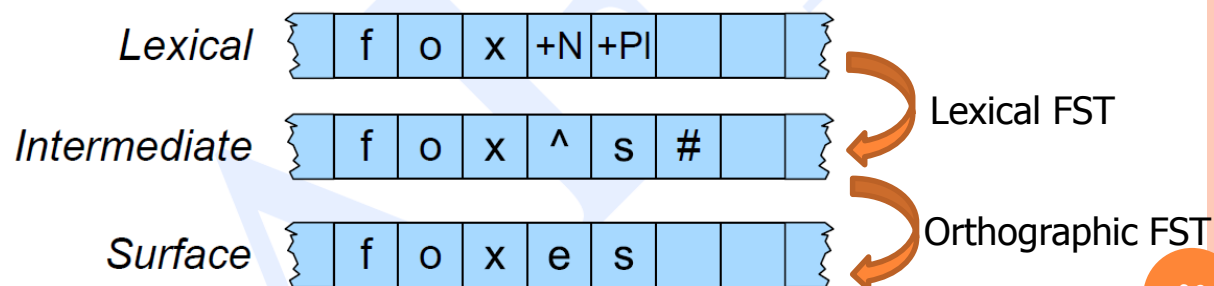 Lexical f o x +N +Pl
Lexical FST
Intermediate f o x ^ s #
Orthographic FST
Surface f o x e s